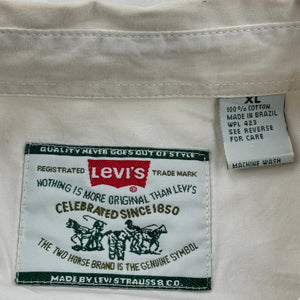 QUALITY NEVER GOES OUT OF STYLE
REGISTERED LEVI'S TRADE MARK
®
NOTHING IS MORE ORIGINAL THAN LEVI'S
CELEBRATED SINCE 1850
THE TWO HORSE BRAND IS THE GENUINE SYMBOL
MADE BY LEVI STRAUSS & CO.
XL
100% COTTON
MADE IN BRAZIL
WPL 423
SEE REVERSE
FOR CARE
MACHINE WASH